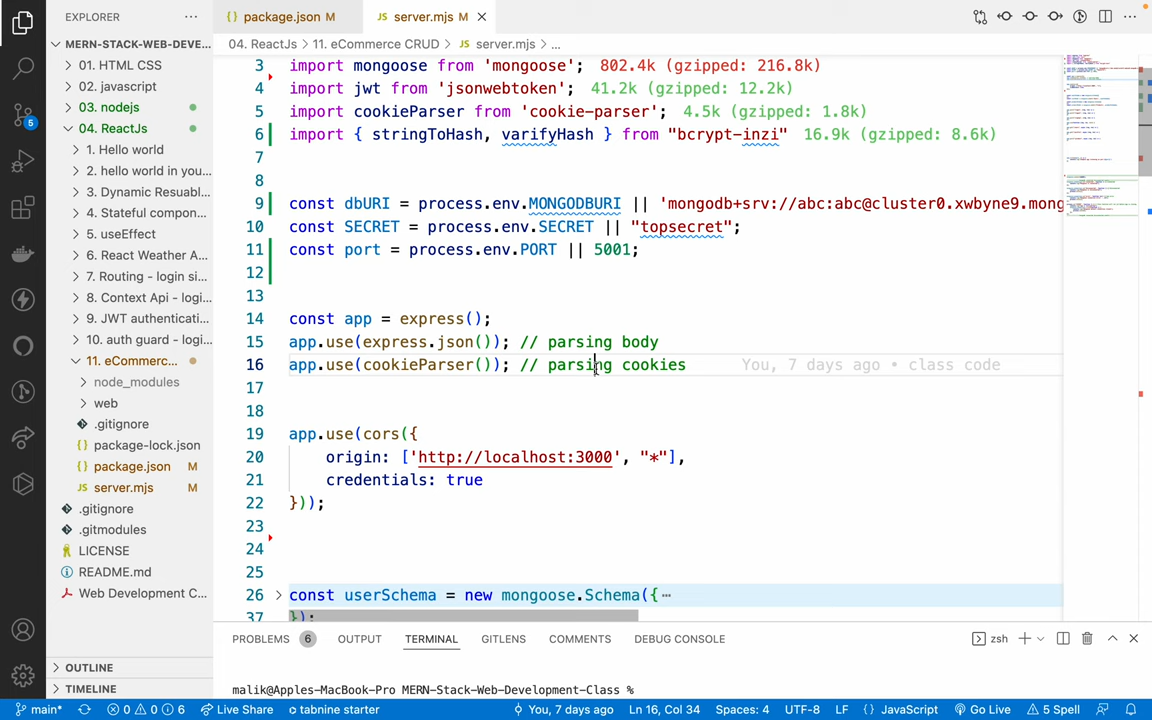 EXPLORER
MERN-STACK-WEB-DEVE...
01. HTML CSS
02. javascript
03. nodejs
04. ReactJs
1. Hello world
2. hello world in you...
3. Dynamic Resuabl...
4. Stateful compon...
5. useEffect
6. React Weather A...
7. Routing - login si...
8. Context Api - logi...
9. JWT authenticati...
10. auth guard - logi...
11. eCommerc...
node_modules
web
.gitignore
package-lock.json
package.json M
server.mjs M
.gitignore
.gitmodules
LICENSE
README.md
Web Development C...
OUTLINE
TIMELINE
5
package.json M
JS server.mjs M
04. ReactJs > 11. eCommerce CRUD > JS server.mjs > ...
3 import mongoose from 'mongoose'; 802.4k (gzipped: 216.8k)
4 import jwt from 'jsonwebtoken'; 41.2k (gzipped: 12.2k)
5 import cookieParser from 'cookie-parser'; 4.5k (gzipped: 1.8k)
6 import { stringToHash, varifyHash } from "bcrypt-inzi" 16.9k (gzipped: 8.6k)
7
8
9 const dbURI = process.env.MONGODBURI || 'mongodb+srv://abc:abc@cluster0.xwbyne9.mong
10 const SECRET = process.env.SECRET || "topsecret";
11 const port = process.env.PORT || 5001;
12
13
14 const app = express();
15 app.use(express.json()); // parsing body
16 app.use(cookieParser()); // parsing cookies You, 7 days ago • class code
17
18
19 app.use(cors({
20 origin: ['http://localhost:3000', "*"],
21 credentials: true
22 }));
23
24
25
26 const userSchema = new mongoose.Schema({ ...
37 });
PROBLEMS 6 OUTPUT TERMINAL GITLENS COMMENTS DEBUG CONSOLE zsh
malik@Apples-MacBook-Pro MERN-Stack-Web-Development-Class %
main* 0 0 6 Live Share tabnine starter You, 7 days ago Ln 16, Col 34 Spaces: 4 UTF-8 LF {} JavaScript Go Live 5 Spell